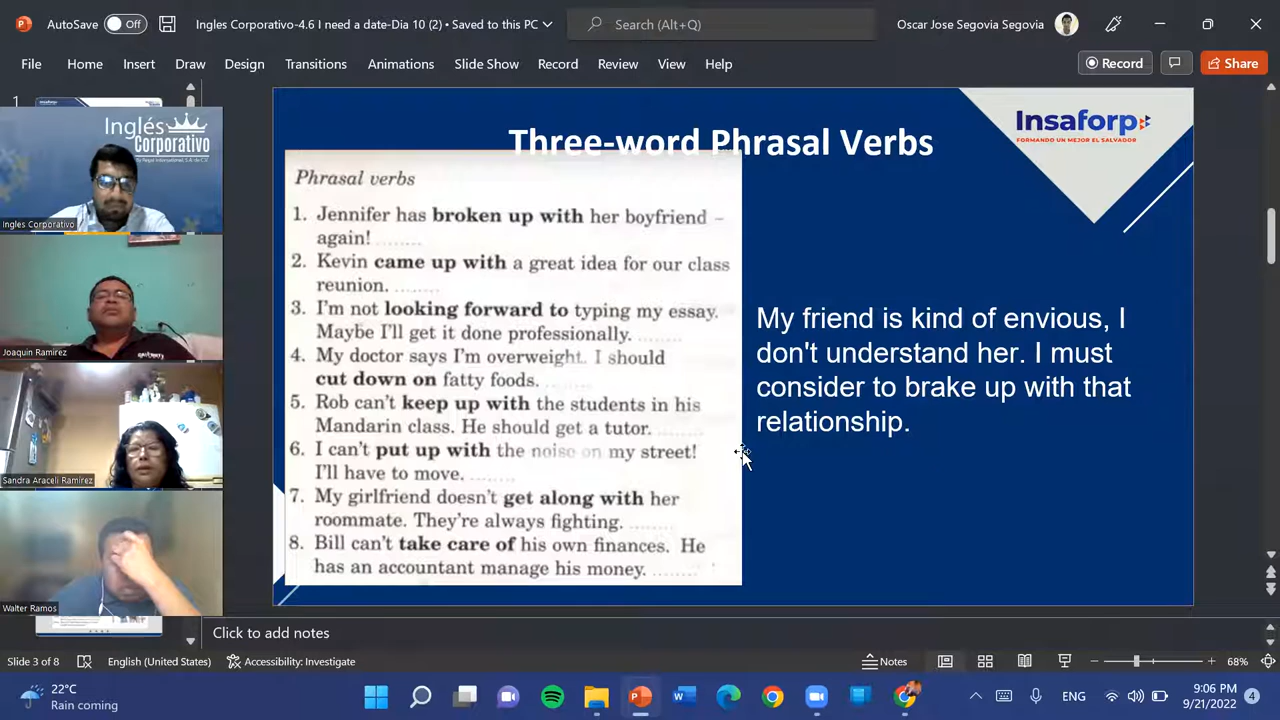 AutoSave Off Ingles Corporativo-4.6 I need a date-Dia 10 (2) • Saved to this PC Search (Alt+Q) Oscar Jose Segovia Segovia
File Home Insert Draw Design Transitions Animations Slide Show Record Review View Help Record Share
1
Inglés
Corporativo
By Regal International, S.A. de C.V.
Ingles Corporativo
Joaquin Ramirez
Sandra Araceli Ramirez
Walter Ramos
Three-word Phrasal Verbs
Insaforp
FORMANDO UN MEJOR EL SALVADOR
Phrasal verbs
1. Jennifer has broken up with her boyfriend –
again! ........
2. Kevin came up with a great idea for our class
reunion. ........
3. I'm not looking forward to typing my essay.
Maybe I'll get it done professionally. ........
4. My doctor says I'm overweight. I should
cut down on fatty foods. ........
5. Rob can't keep up with the students in his
Mandarin class. He should get a tutor. ........
6. I can't put up with the noise on my street!
I'll have to move. ........
7. My girlfriend doesn't get along with her
roommate. They're always fighting. ........
8. Bill can't take care of his own finances. He
has an accountant manage his money. ........
My friend is kind of envious, I
don't understand her. I must
consider to brake up with that
relationship.
Click to add notes
Slide 3 of 8 English (United States) Accessibility: Investigate Notes 68%
22°C
Rain coming
ENG
9:06 PM
9/21/2022
4